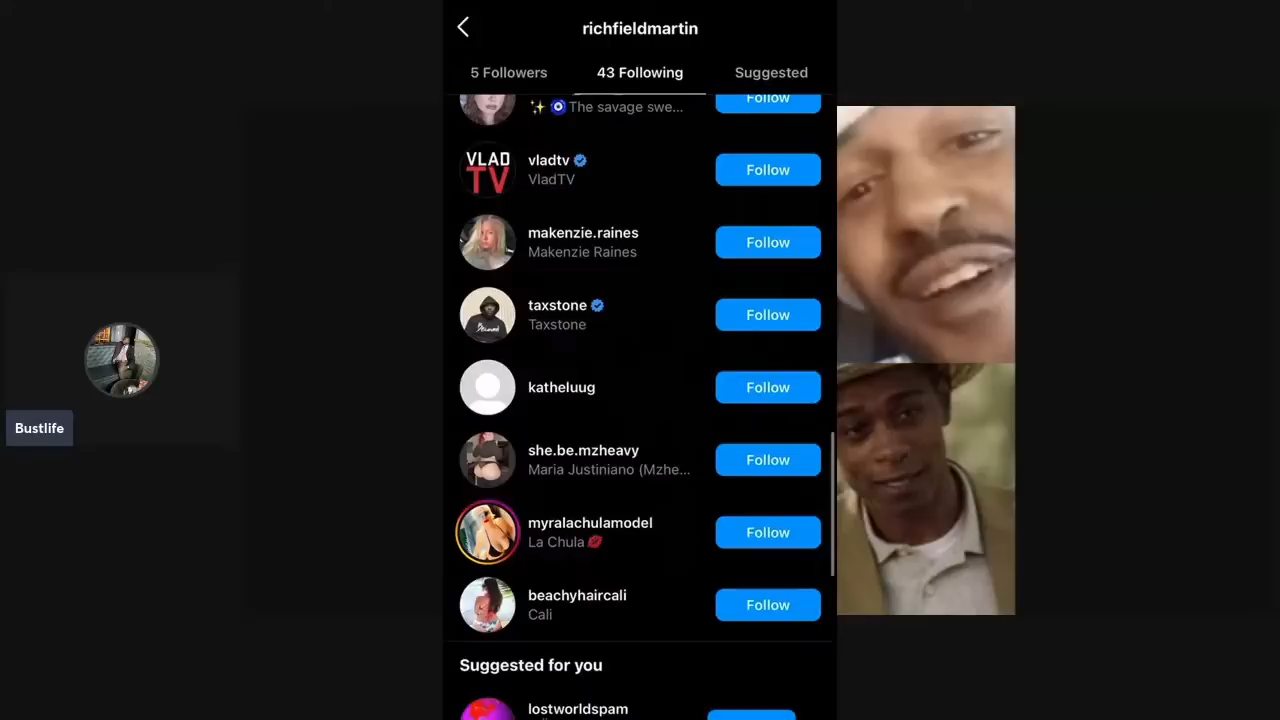 richfieldmartin
5 Followers
43 Following
Suggested
✨ 🧿 The savage swe...
Follow
VLAD
TV
vladtv
VladTV
Follow
makenzie.raines
Makenzie Raines
Follow
taxstone
Taxstone
Follow
katheluug
Follow
she.be.mzheavy
Maria Justiniano (Mzhe...
Follow
myralachulamodel
La Chula 💋
Follow
beachyhaircali
Cali
Follow
Suggested for you
lostworldspam
Bustlife